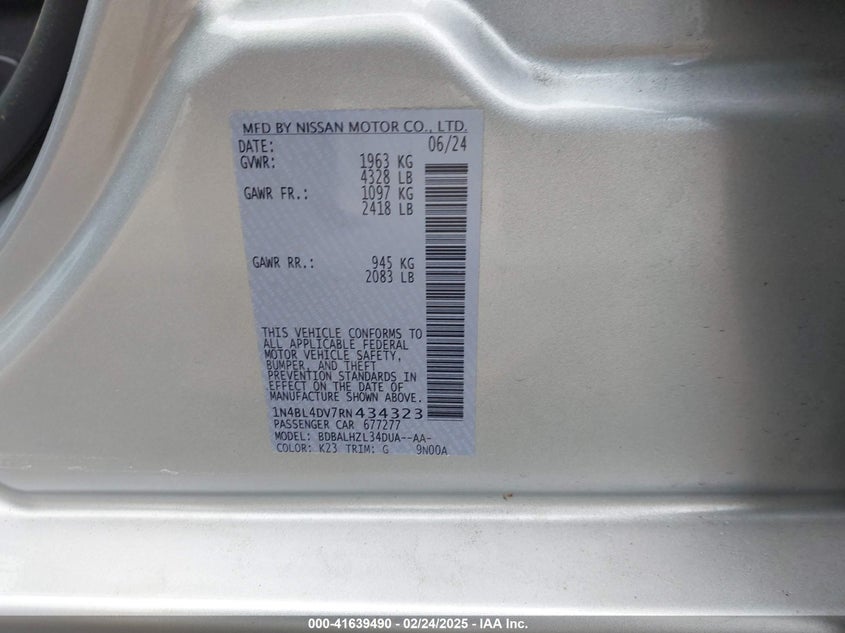 MFD BY NISSAN MOTOR CO., LTD.
DATE: 06/24
GVWR: 1963 KG
4328 LB
GAWR FR.: 1097 KG
2418 LB
GAWR RR.: 945 KG
2083 LB
THIS VEHICLE CONFORMS TO
ALL APPLICABLE FEDERAL
MOTOR VEHICLE SAFETY,
BUMPER, AND THEFT
PREVENTION STANDARDS IN
EFFECT ON THE DATE OF
MANUFACTURE SHOWN ABOVE.
1N4BL4DV7RN434323
PASSENGER CAR 677277
MODEL: BDBALHZL34DUA--AA-
COLOR: K23 TRIM: G 9N00A
000-41639490 - 02/24/2025 - IAA Inc.